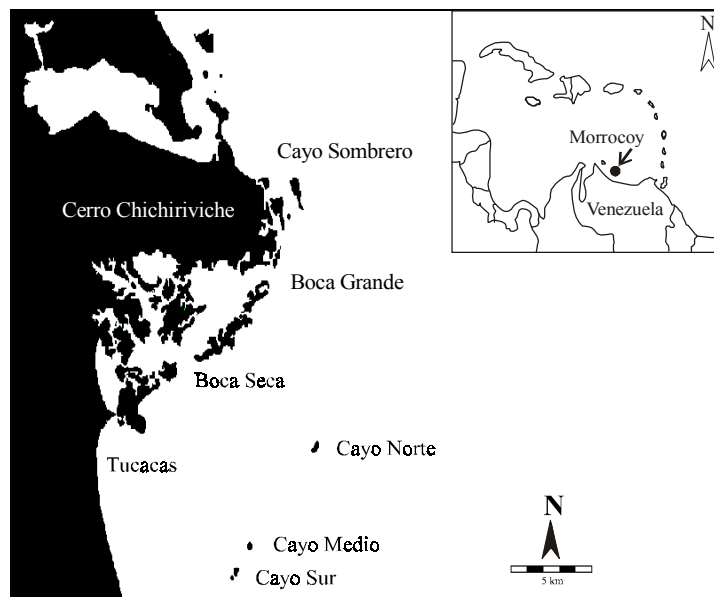 N
Cayo Sombrero
Morrocoy
Cerro Chichiriviche
Venezuela
Boca Grande
Boca Seca
Cayo Norte
Tucacas
N
Cayo Medio
Cayo Sur
5 km